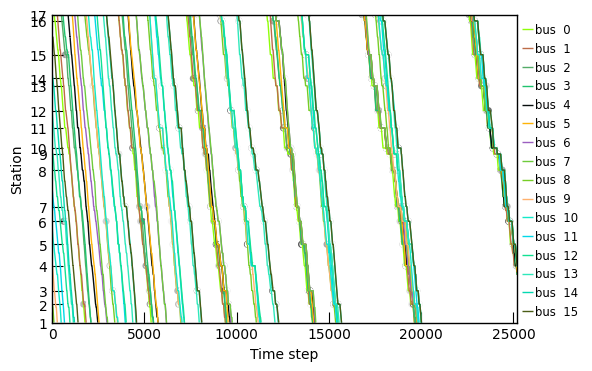 17
16
15
14
13
12
11
10
9
8
7
6
5
4
3
2
1
Station
0 5000 10000 15000 20000 25000
Time step
bus 0
bus 1
bus 2
bus 3
bus 4
bus 5
bus 6
bus 7
bus 8
bus 9
bus 10
bus 11
bus 12
bus 13
bus 14
bus 15